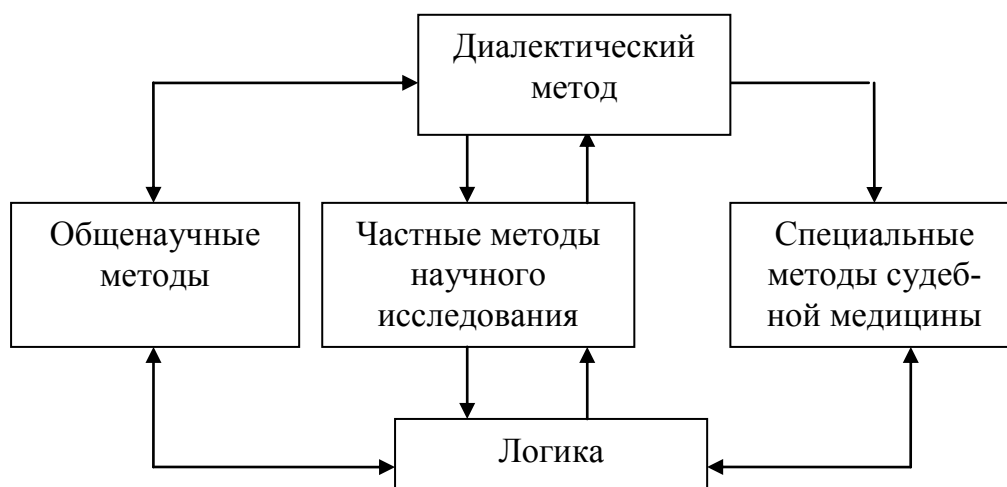 Диалектический
метод
Общенаучные
методы
Частные методы
научного
исследования
Специальные
методы судеб-
ной медицины
Логика